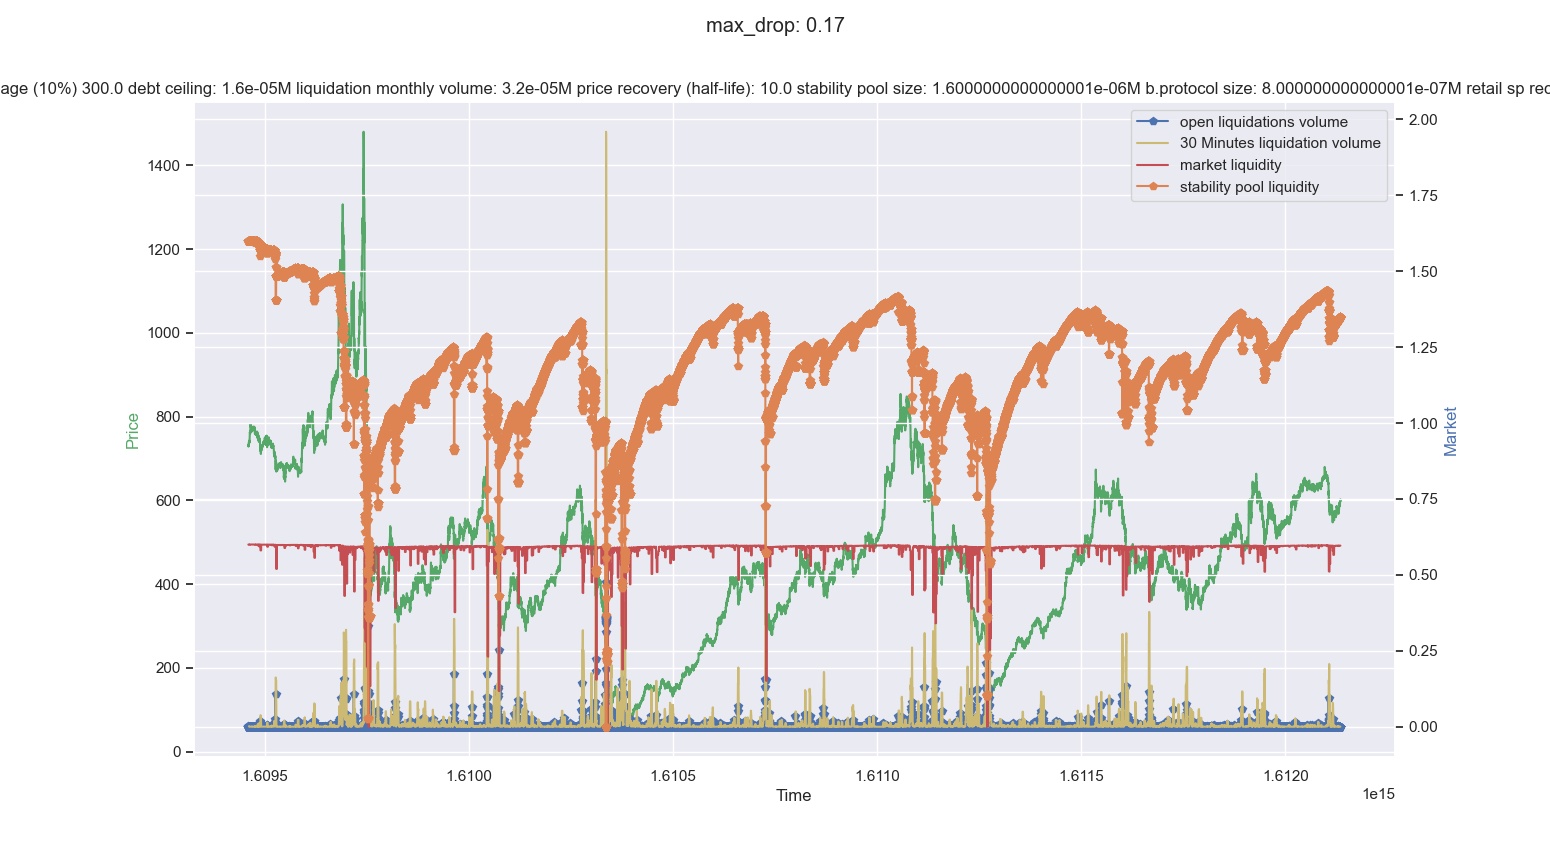 max_drop: 0.17
age (10%) 300.0 debt ceiling: 1.6e-05M liquidation monthly volume: 3.2e-05M price recovery (half-life): 10.0 stability pool size: 1.6000000000000001e-06M b.protocol size: 8.000000000000001e-07M retail sp rec
open liquidations volume
30 Minutes liquidation volume
market liquidity
stability pool liquidity
1400
1200
1000
800
600
400
200
0
Price
2.00
1.75
1.50
1.25
1.00
0.75
0.50
0.25
0.00
Market
1.6095
1.6100
1.6105
1.6110
1.6115
1.6120
1e15
Time